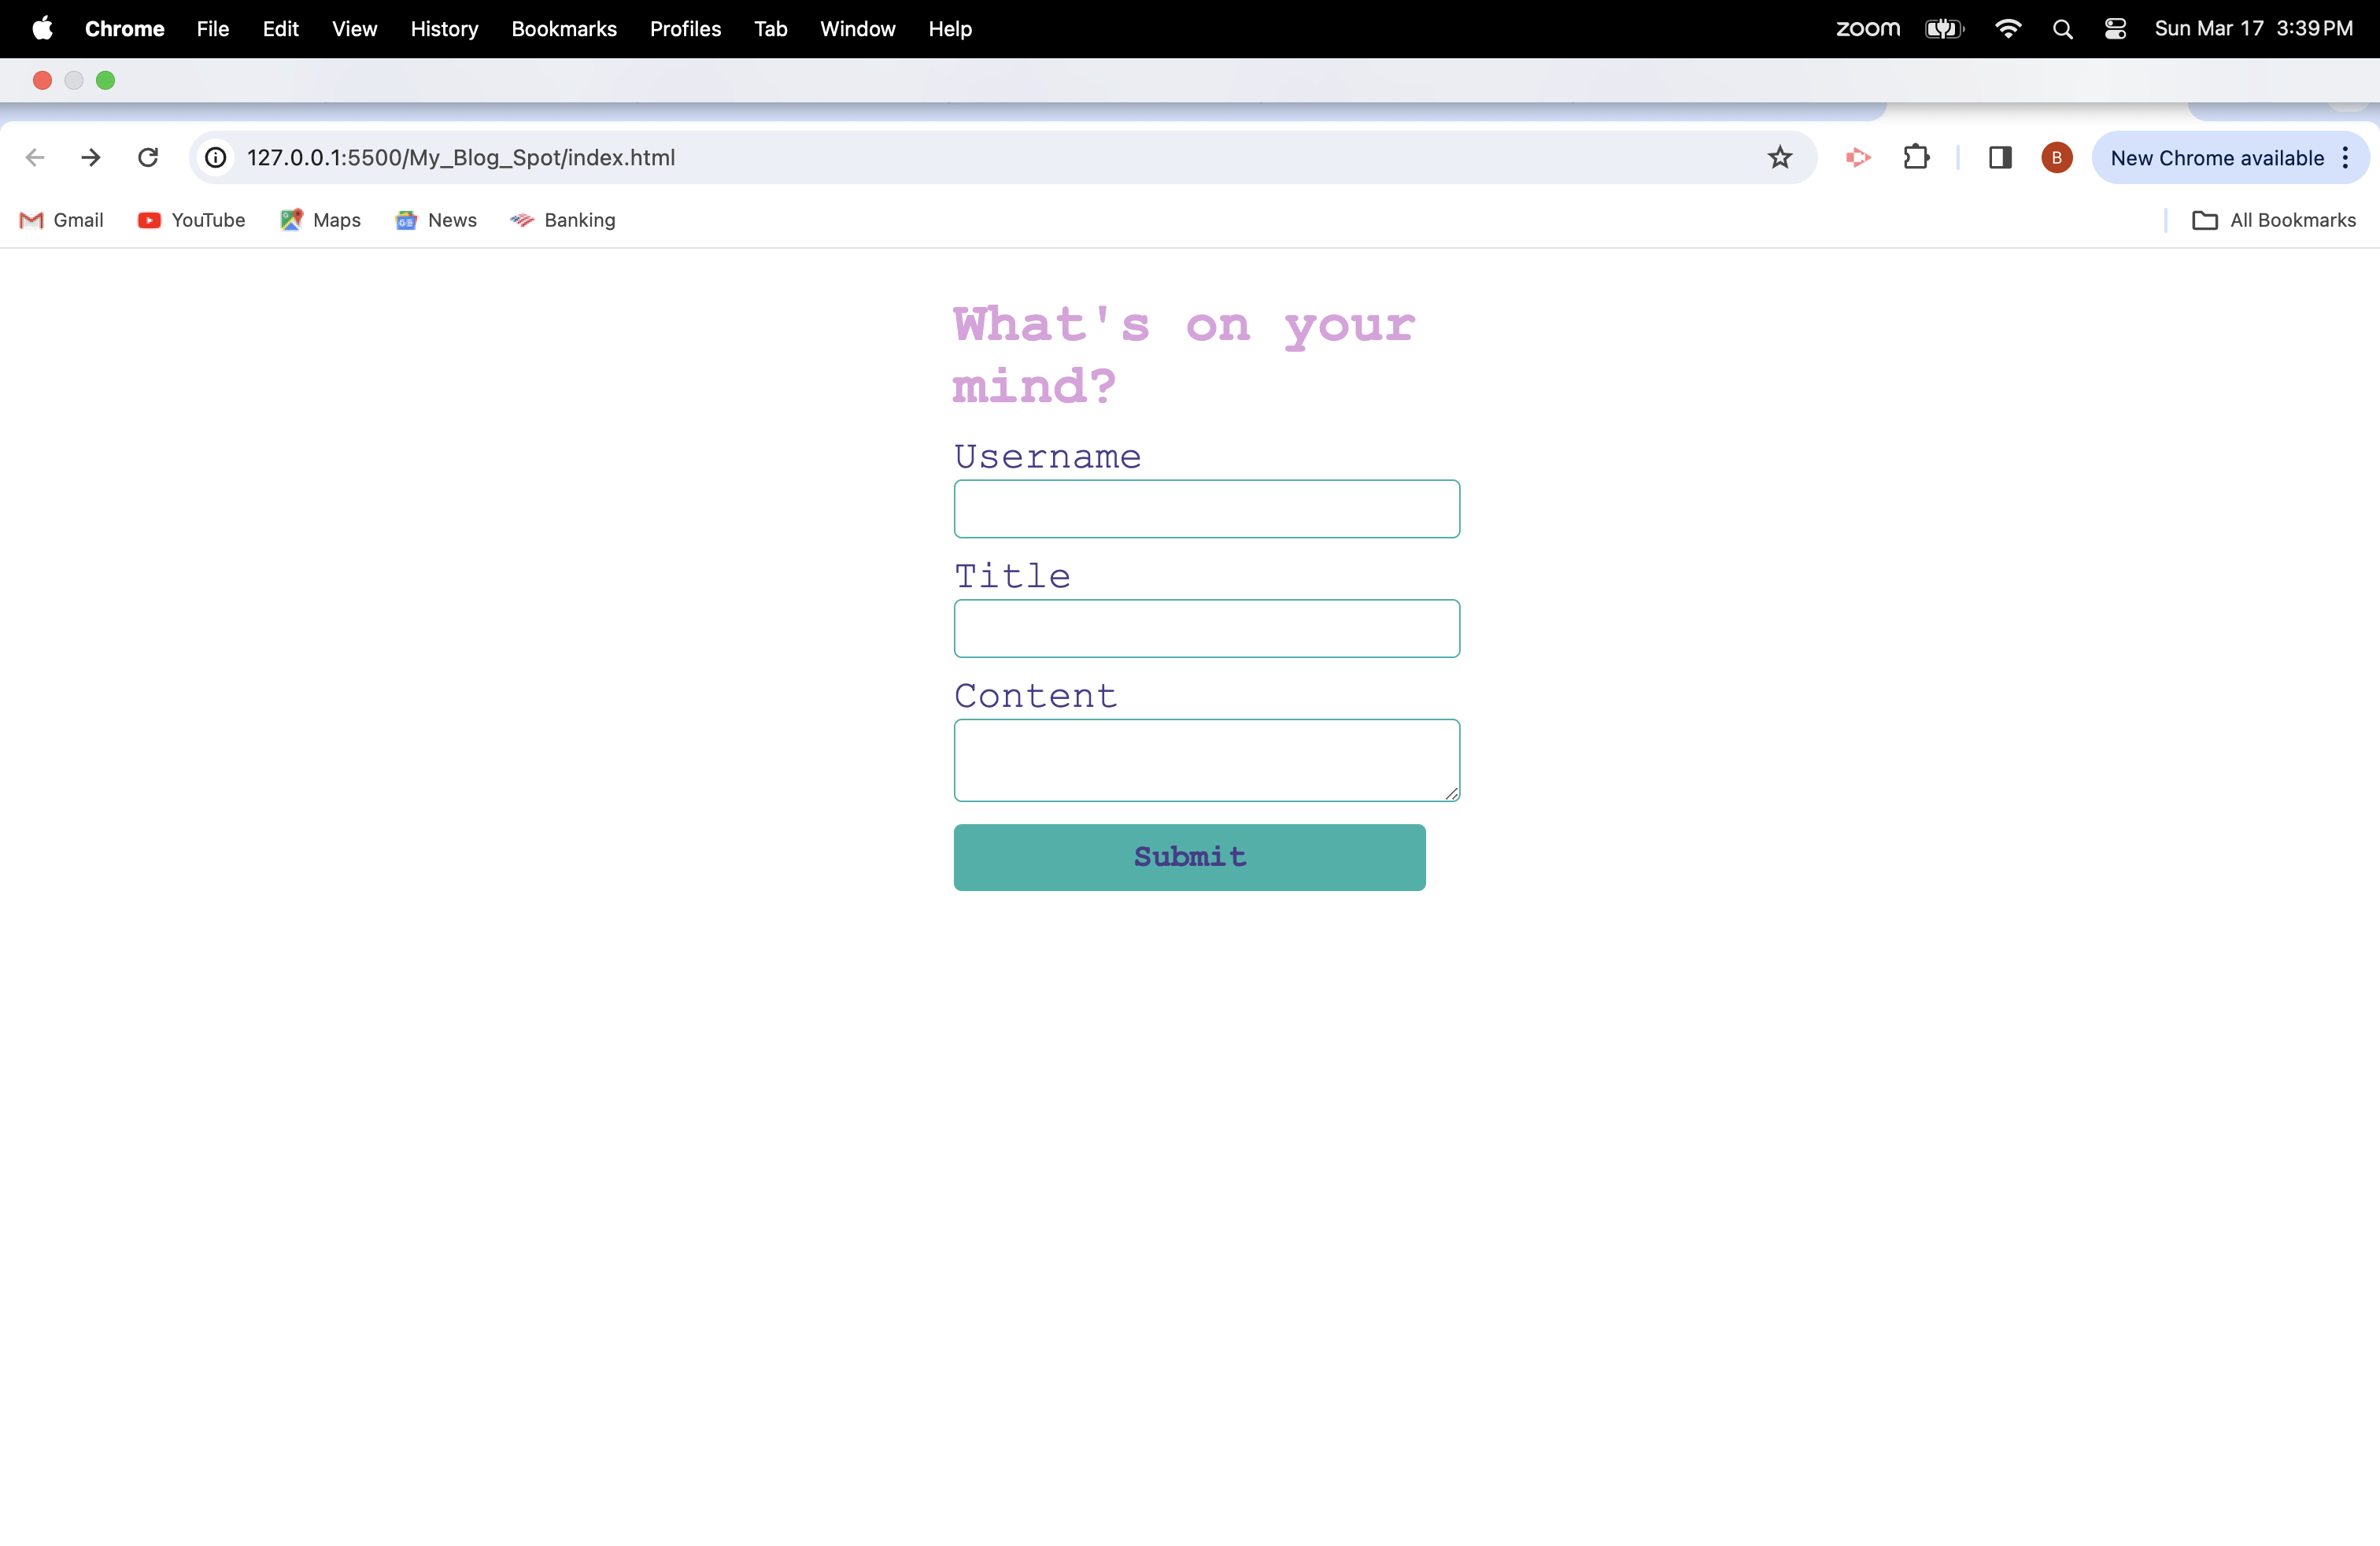 Chrome File Edit View History Bookmarks Profiles Tab Window Help zoom Sun Mar 17 3:39 PM
127.0.0.1:5500/My_Blog_Spot/index.html B New Chrome available
Gmail YouTube Maps News Banking All Bookmarks
What's on your
mind?
Username
Title
Content
Submit